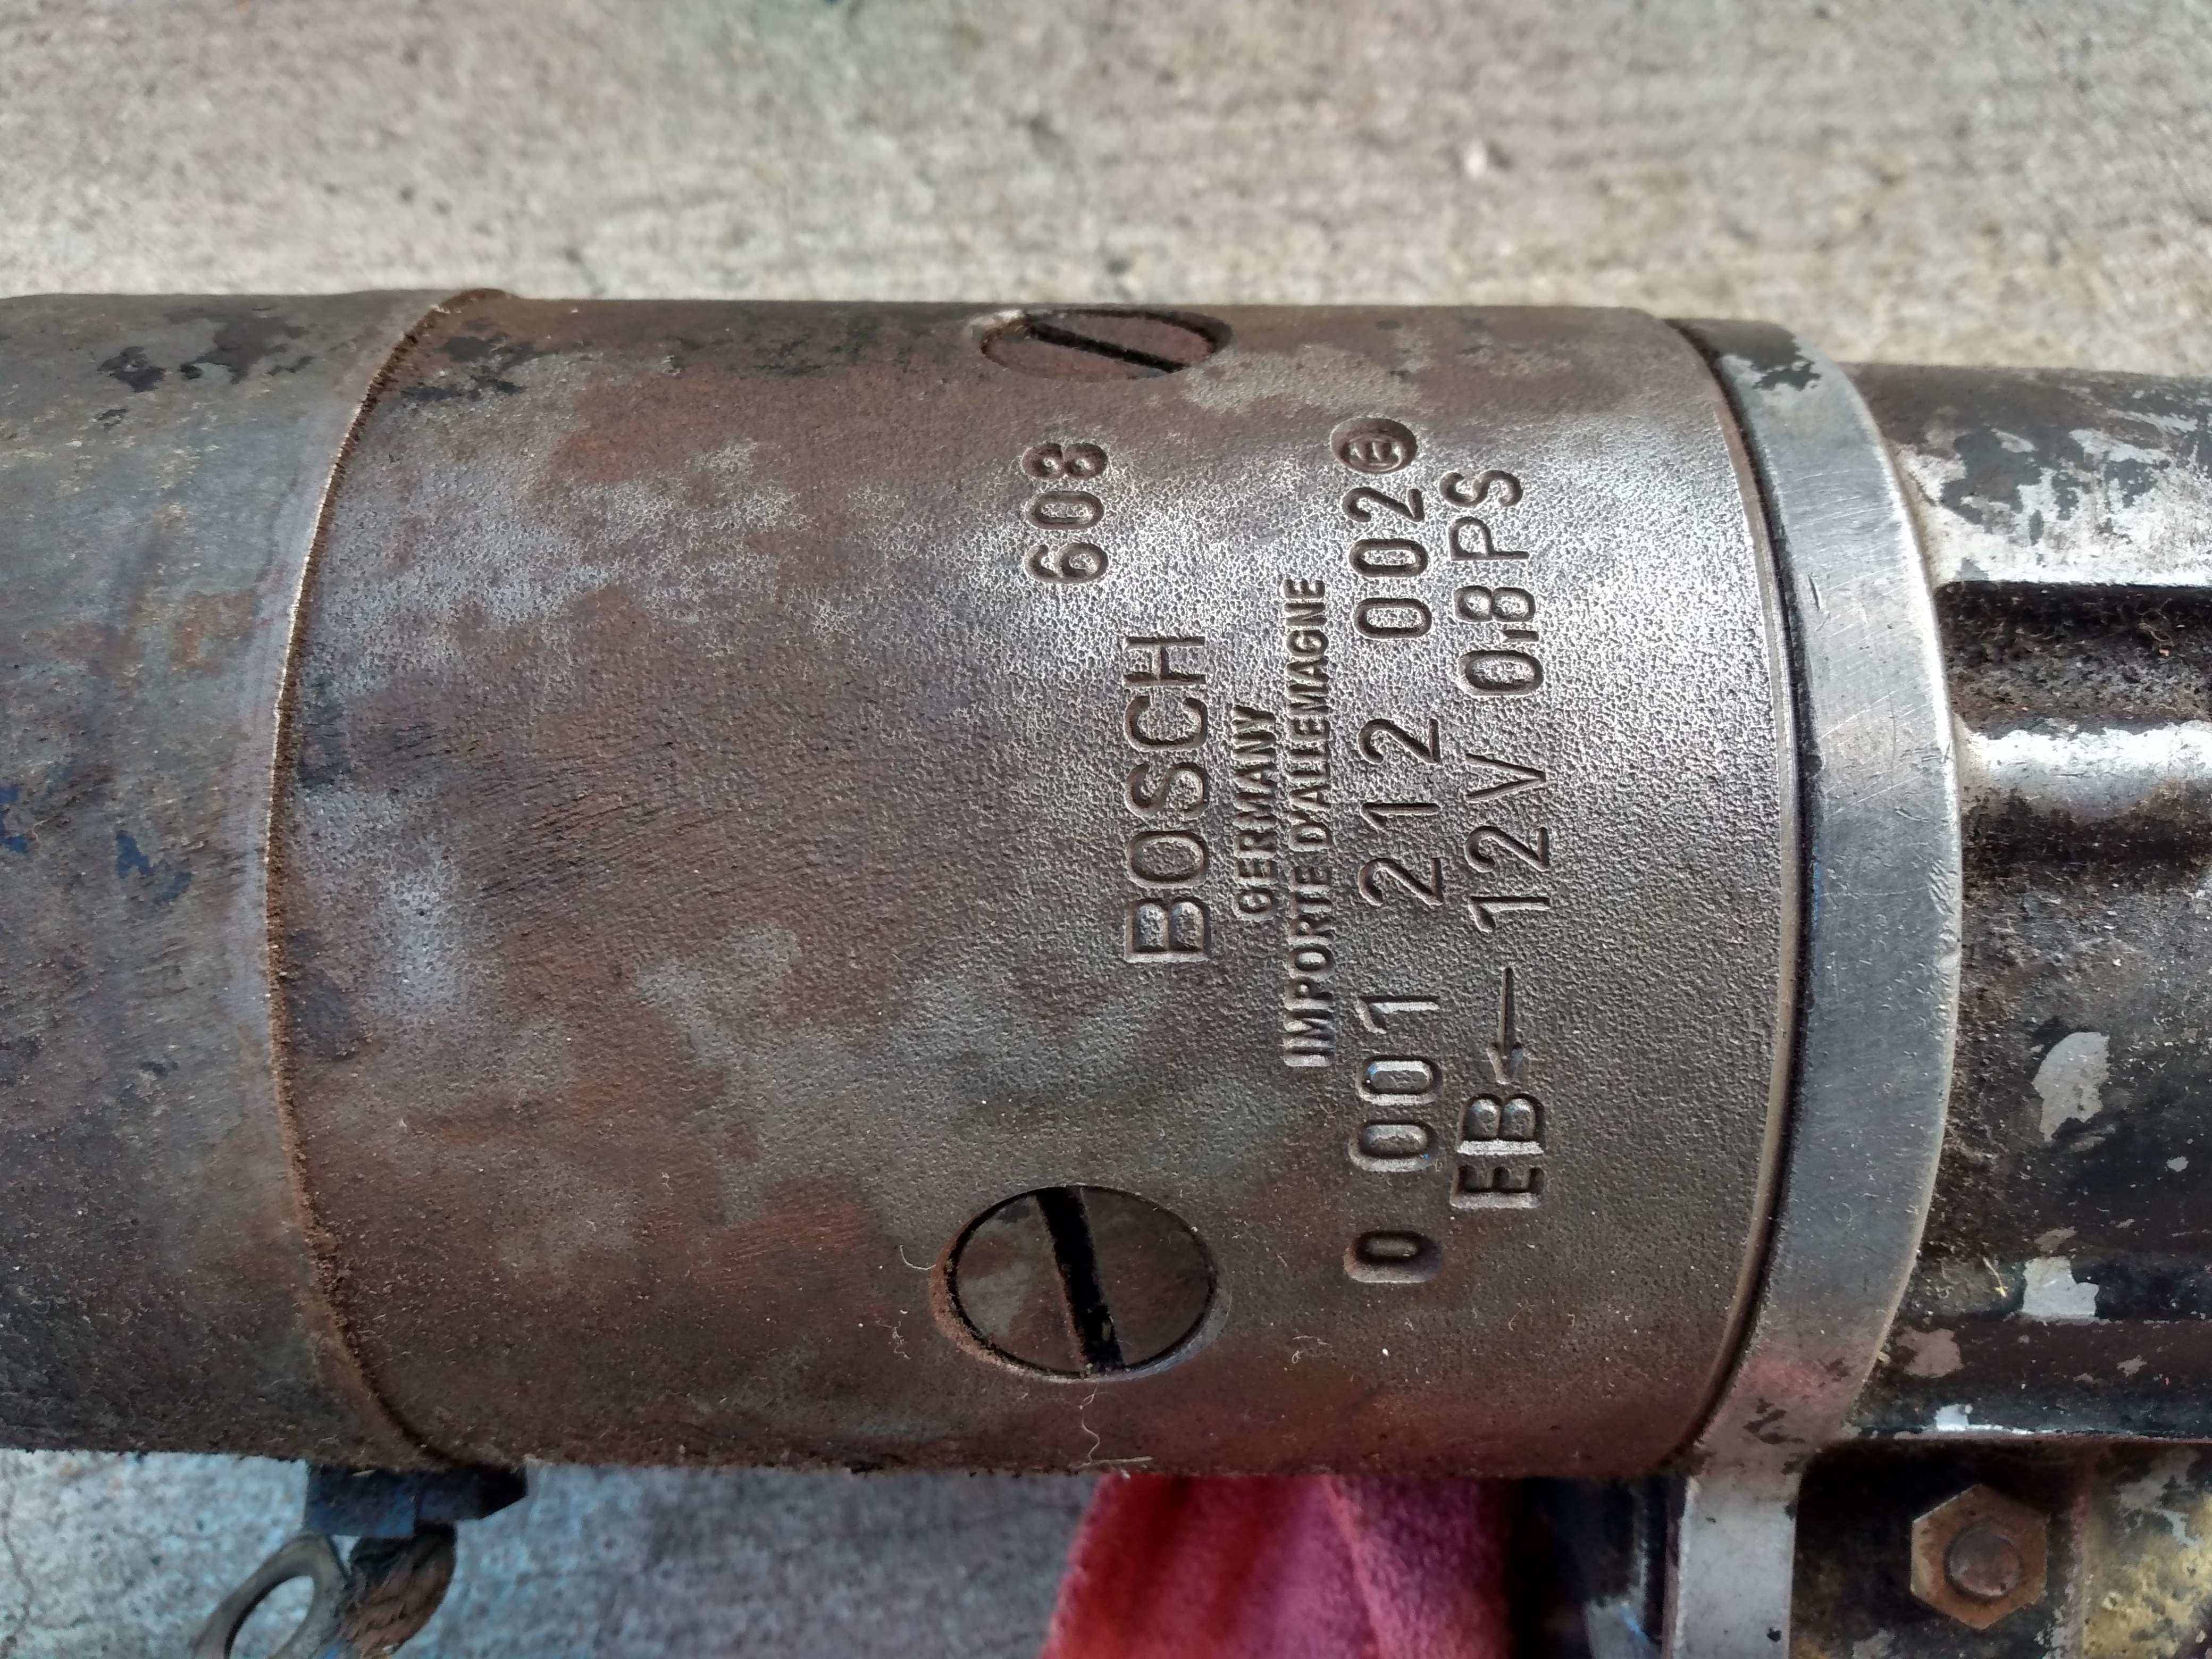 608
BOSCH
GERMANY
IMPORTE D'ALLEMAGNE
0 001 212 002 a
EB ← 12V 0.8PS